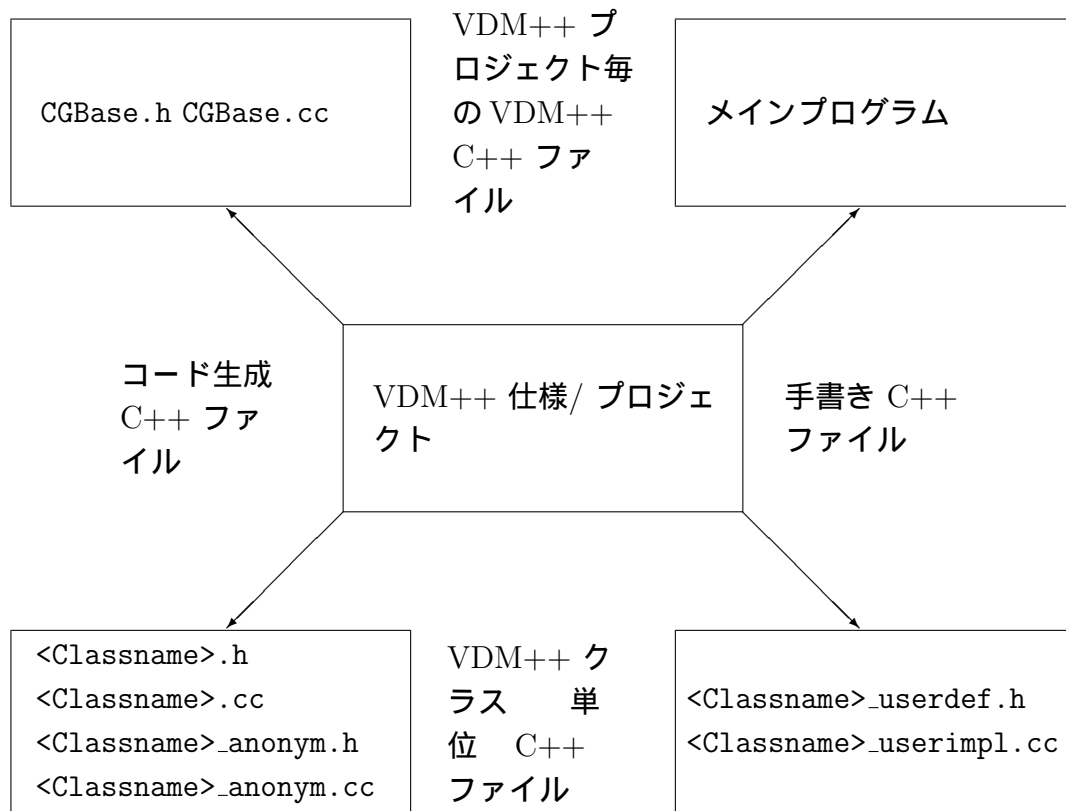 CGBase.h CGBase.cc
VDM++ プ
ロジェクト毎
の VDM++
C++ ファ
イル
メインプログラム
コード生成
C++ ファ
イル
VDM++ 仕様/ プロジェ
クト
手書き C++
ファイル
<Classname>.h
<Classname>.cc
<Classname>_anonym.h
<Classname>_anonym.cc
VDM++ ク
ラス 単
位 C++
ファイル
<Classname>_userdef.h
<Classname>_userimpl.cc